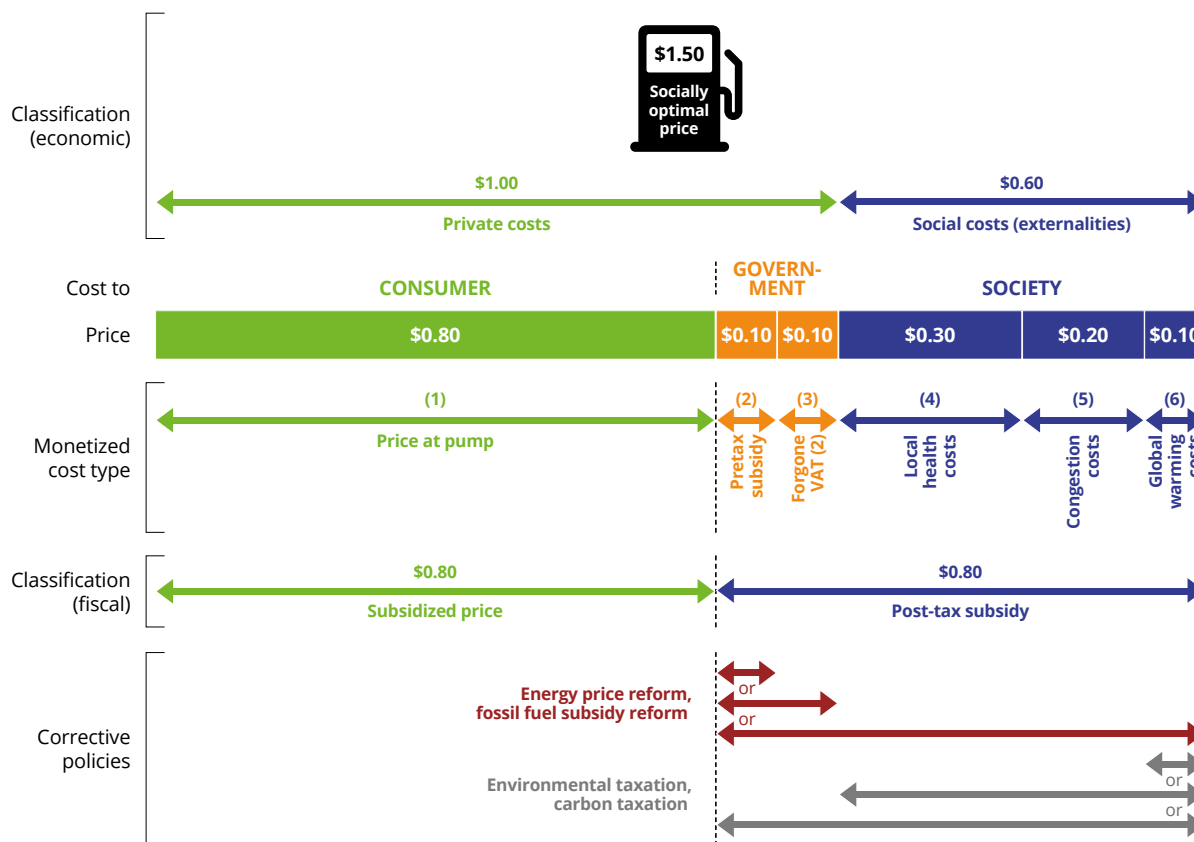 $1.50
Socially
optimal
price
Classification
(economic)
$1.00
$0.60
Private costs
Social costs (externalities)
Cost to
CONSUMER
GOVERN-
MENT
SOCIETY
Price
$0.80
$0.10
$0.10
$0.30
$0.20
$0.10
Monetized
cost type
(1)
Price at pump
(2)
Pretax
subsidy
(3)
Forgone
VAT (2)
(4)
Local
health
costs
(5)
Congestion
costs
(6)
Global
warming
costs
Classification
(fiscal)
$0.80
Subsidized price
$0.80
Post-tax subsidy
Corrective
policies
Energy price reform,
fossil fuel subsidy reform
or
or
Environmental taxation,
carbon taxation
or
or